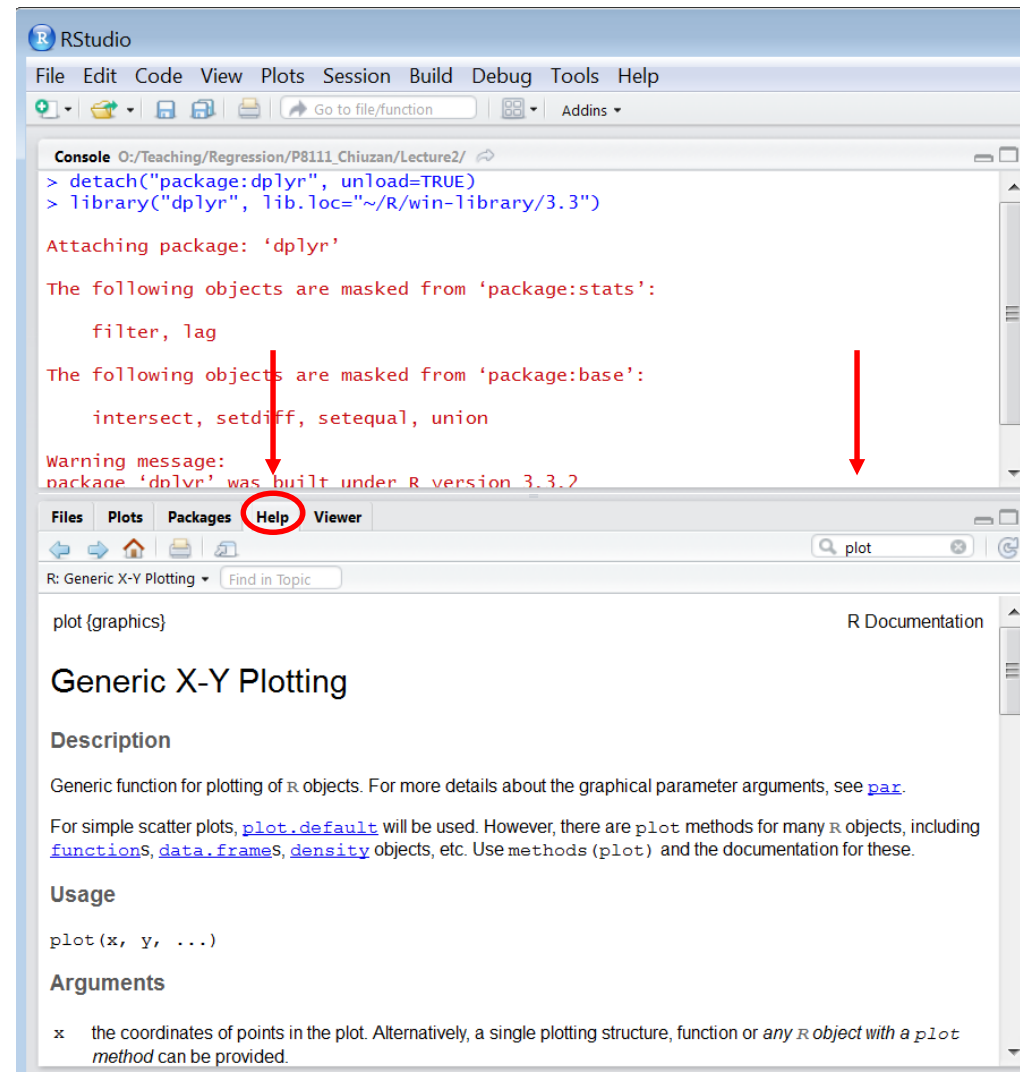 RStudio
File Edit Code View Plots Session Build Debug Tools Help
Go to file/function Addins
Console O:/Teaching/Regression/P8111_Chiuzan/Lecture2/
> detach("package:dplyr", unload=TRUE)
> library("dplyr", lib.loc="~/R/win-library/3.3")
Attaching package: ‘dplyr’
The following objects are masked from ‘package:stats’:
filter, lag
The following objects are masked from ‘package:base’:
intersect, setdiff, setequal, union
Warning message:
package ‘dplyr’ was built under R version 3.3.2
Files Plots Packages Help Viewer
plot
R: Generic X-Y Plotting Find in Topic
plot {graphics} R Documentation
Generic X-Y Plotting
Description
Generic function for plotting of R objects. For more details about the graphical parameter arguments, see par.
For simple scatter plots, plot.default will be used. However, there are plot methods for many R objects, including
functions, data.frames, density objects, etc. Use methods(plot) and the documentation for these.
Usage
plot(x, y, ...)
Arguments
x the coordinates of points in the plot. Alternatively, a single plotting structure, function or any R object with a plot
method can be provided.